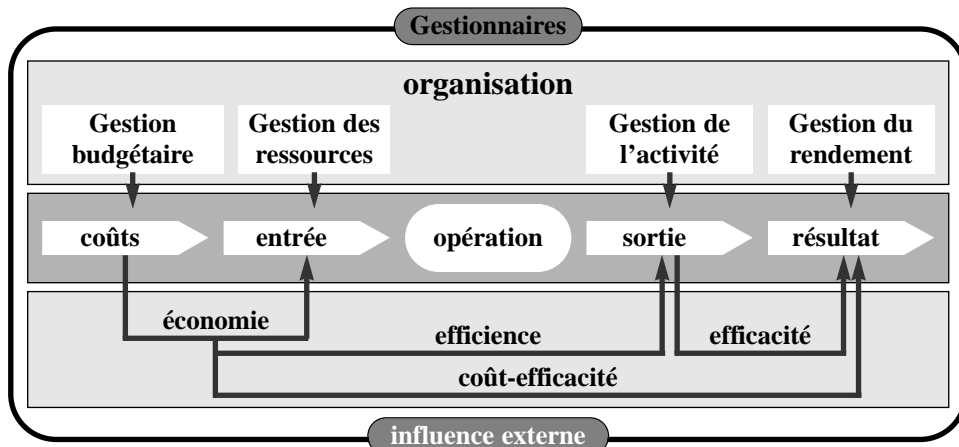 Gestionnaires
organisation
Gestion budgétaire
Gestion des ressources
Gestion de l’activité
Gestion du rendement
coûts
entrée
opération
sortie
résultat
économie
efficience
efficacité
coût-efficacité
influence externe